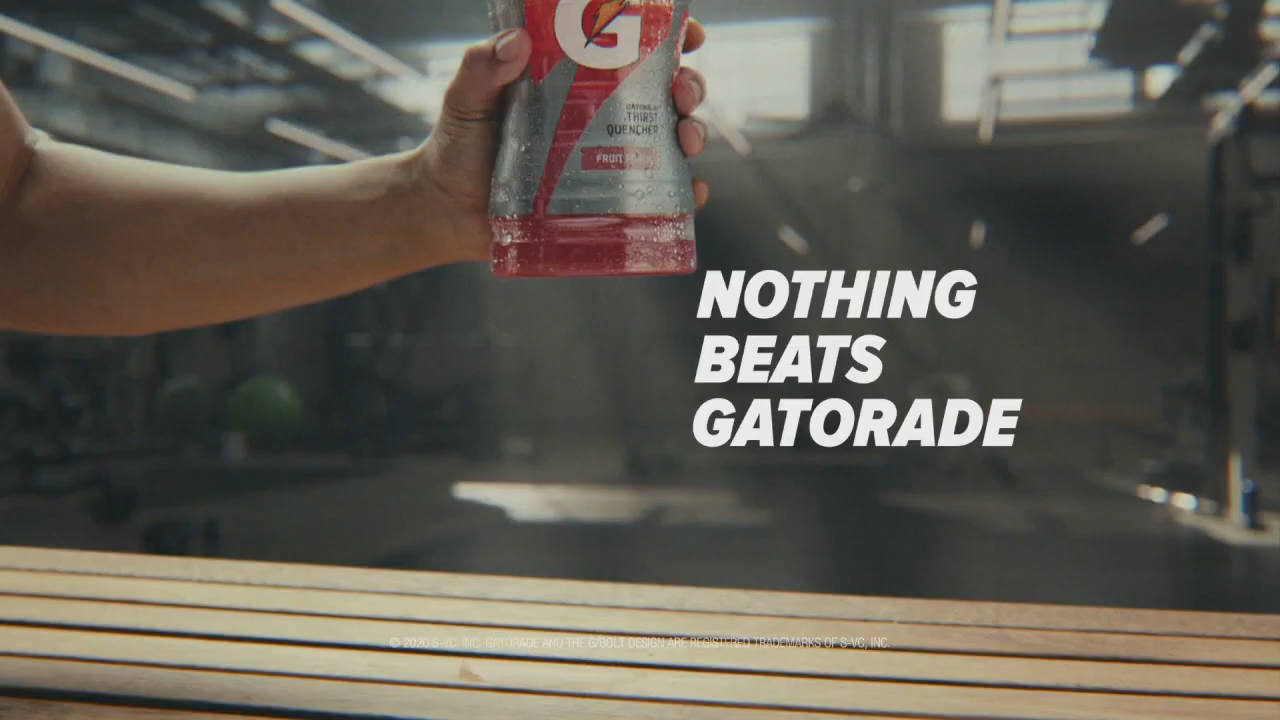 G
THIRST
QUENCHER
FRUIT
NOTHING
BEATS
GATORADE
© 2020 S-VC, INC. GATORADE AND THE G/BOLT DESIGN ARE REGISTERED TRADEMARKS OF S-VC, INC.